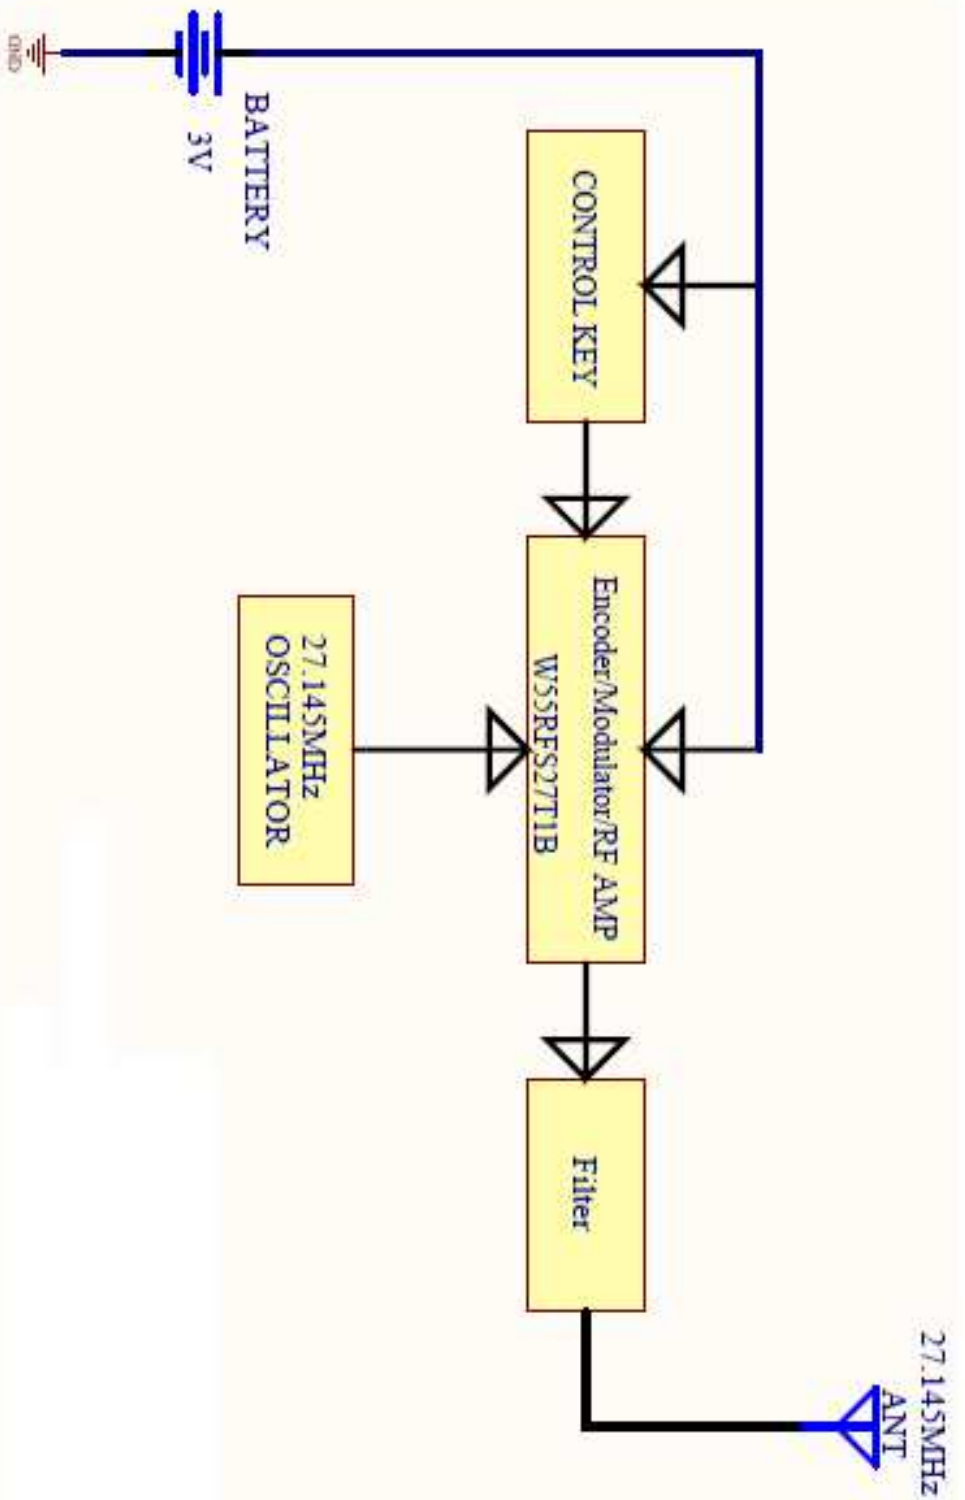 27.145MHz
ANT
CONTROL KEY
Encoder/Modulator/RF AMP
W55RFS27T1B
Filter
BATTERY
3V
27.145MHz
OSCILLATOR
GND